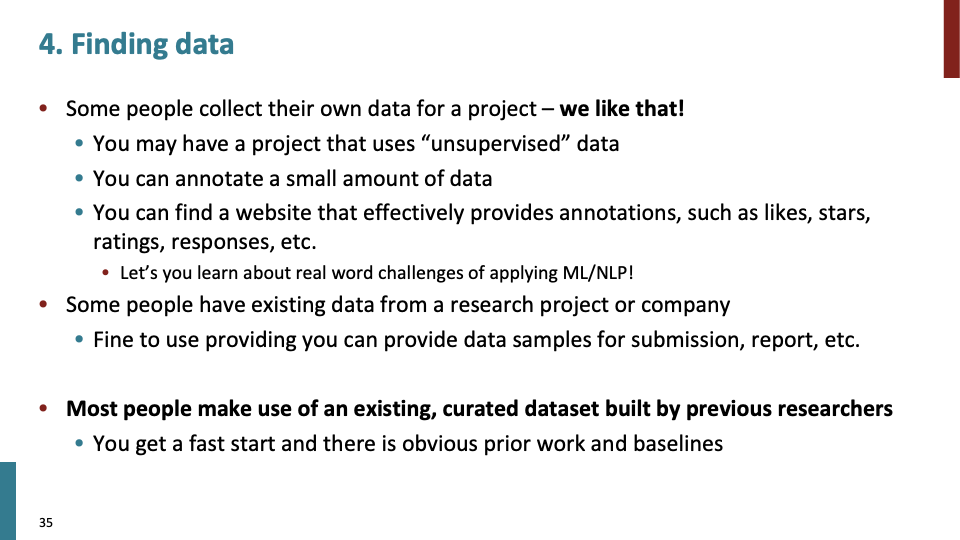 4. Finding data
• Some people collect their own data for a project – we like that!
• You may have a project that uses “unsupervised” data
• You can annotate a small amount of data
• You can find a website that effectively provides annotations, such as likes, stars,
ratings, responses, etc.
• Let’s you learn about real word challenges of applying ML/NLP!
• Some people have existing data from a research project or company
• Fine to use providing you can provide data samples for submission, report, etc.
• Most people make use of an existing, curated dataset built by previous researchers
• You get a fast start and there is obvious prior work and baselines
35